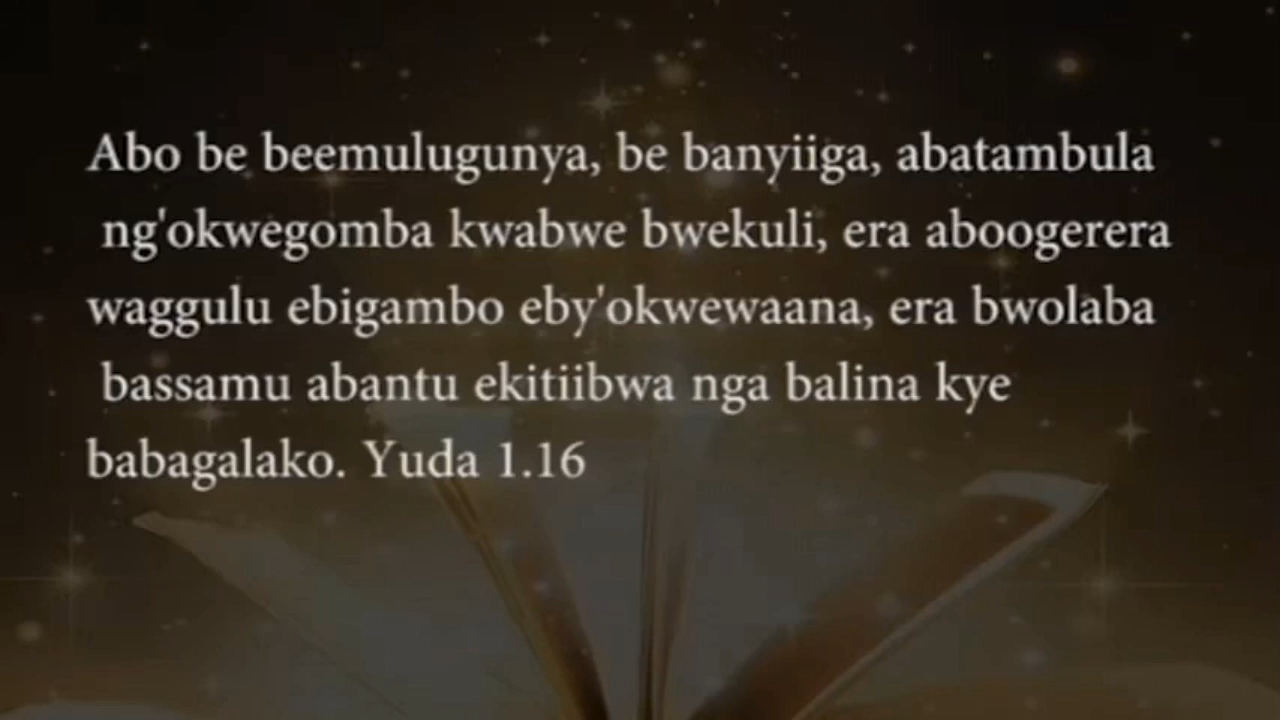 Abo be beemulugunya, be banyiiga, abatambula
ng'okwegomba kwabwe bwekuli, era aboogerera
waggulu ebigambo eby'okwewaana, era bwolaba
bassamu abantu ekitiibwa nga balina kye
babagalako. Yuda 1.16